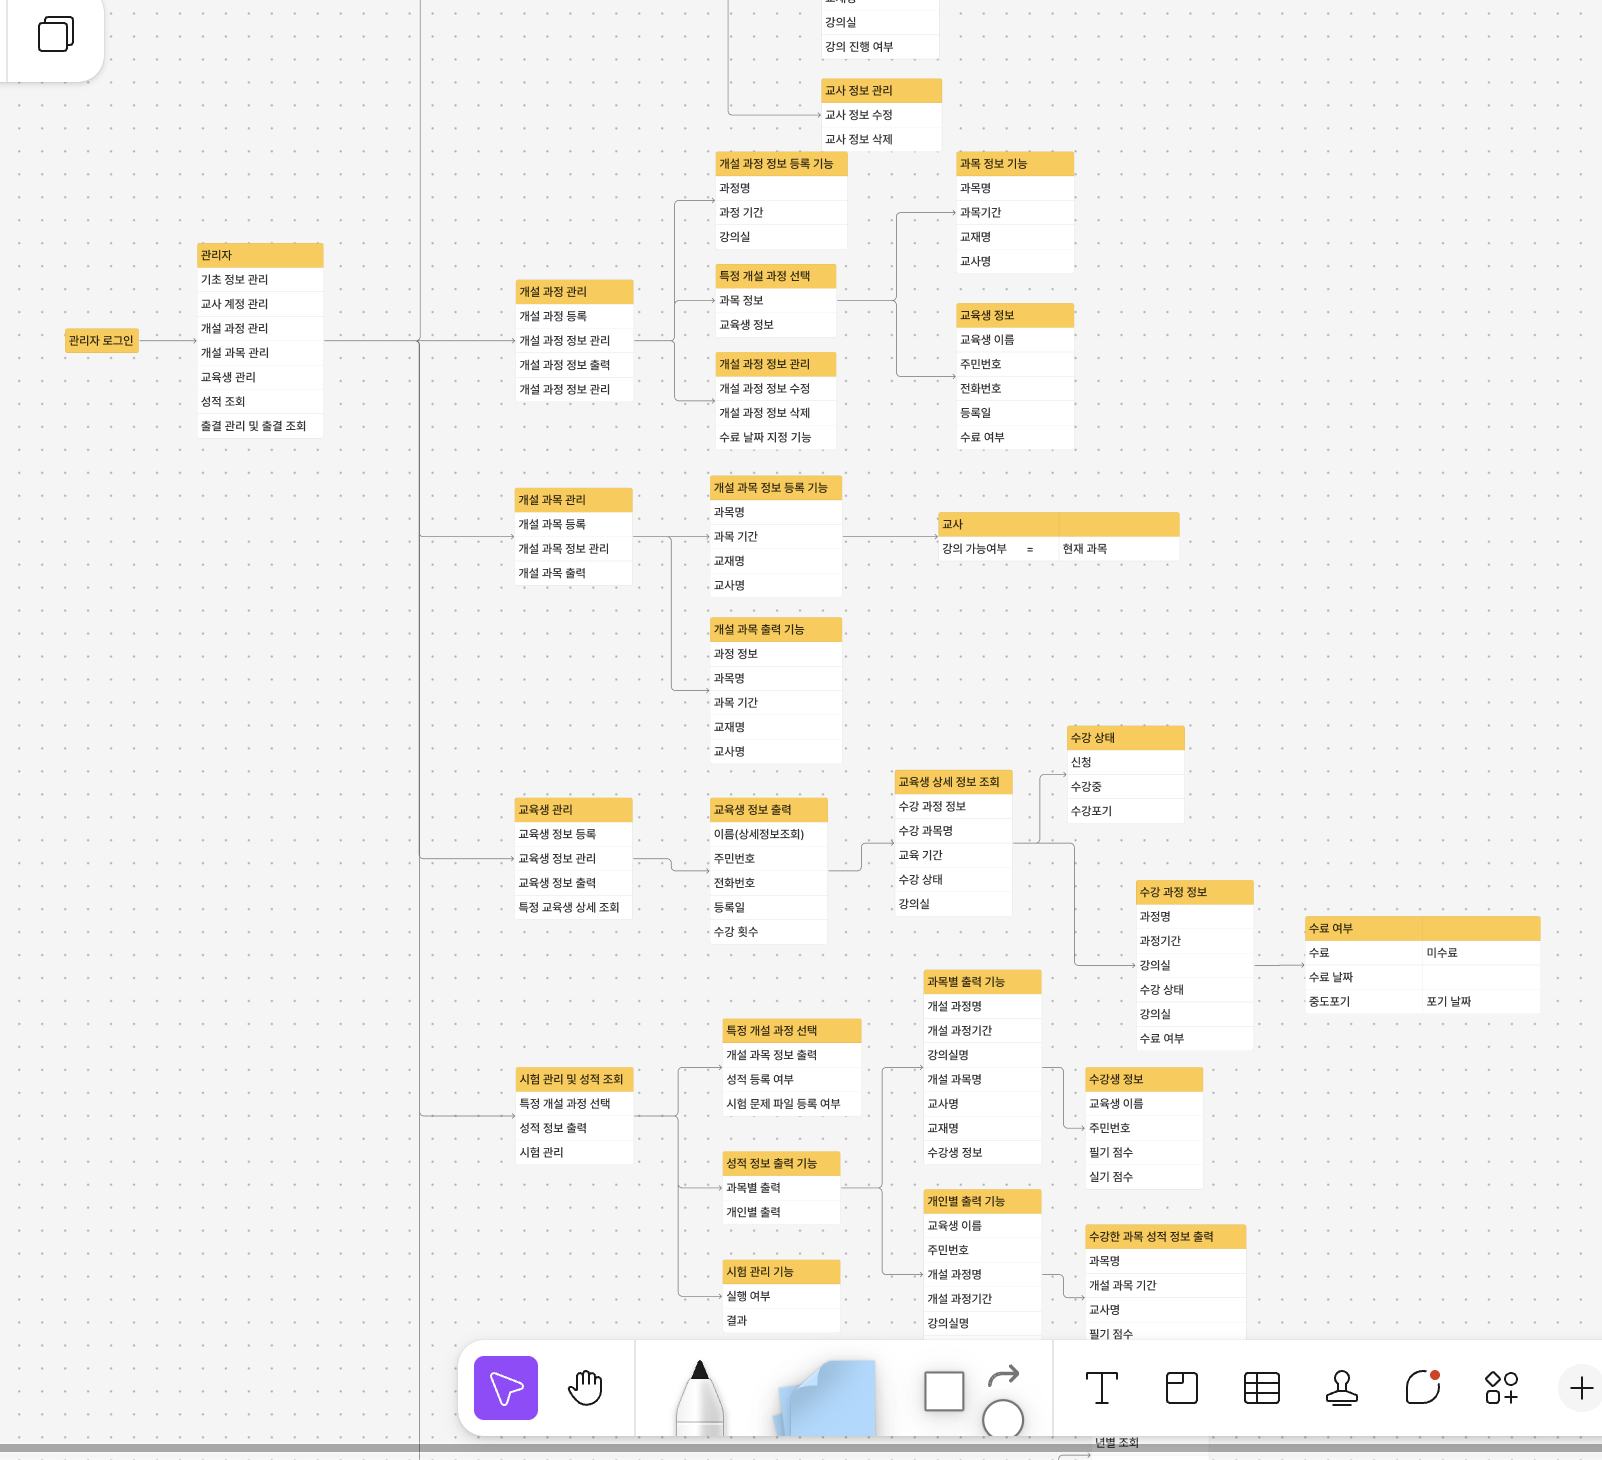 강의실
강의 진행 여부
교사 정보 관리
교사 정보 수정
교사 정보 삭제
개설 과정 정보 등록 기능
과정명
과정 기간
강의실
과목 정보 기능
과목명
과목기간
교재명
교사명
관리자 로그인
관리자
기초 정보 관리
교사 계정 관리
개설 과정 관리
개설 과목 관리
교육생 관리
성적 조회
출결 관리 및 출결 조회
개설 과정 관리
개설 과정 등록
개설 과정 정보 관리
개설 과정 정보 출력
개설 과정 정보 관리
특정 개설 과정 선택
과목 정보
교육생 정보
개설 과정 정보 관리
개설 과정 정보 수정
개설 과정 정보 삭제
수료 날짜 지정 기능
교육생 정보
교육생 이름
주민번호
전화번호
등록일
수료 여부
개설 과목 관리
개설 과목 등록
개설 과목 정보 관리
개설 과목 출력
개설 과목 정보 등록 기능
과목명
과목 기간
교재명
교사명
교사
강의 가능여부 = 현재 과목
개설 과목 출력 기능
과정 정보
과목명
과목 기간
교재명
교사명
교육생 관리
교육생 정보 등록
교육생 정보 관리
교육생 정보 출력
특정 교육생 상세 조회
교육생 정보 출력
이름(상세정보조회)
주민번호
전화번호
등록일
수강 횟수
교육생 상세 정보 조회
수강 과정 정보
수강 과목명
교육 기간
수강 상태
강의실
수강 상태
신청
수강중
수강포기
수강 과정 정보
과정명
과정기간
강의실
수강 상태
강의실
수료 여부
수료 여부
수료 미수료
수료 날짜
중도포기 포기 날짜
시험 관리 및 성적 조회
특정 개설 과정 선택
성적 정보 출력
시험 관리
특정 개설 과정 선택
개설 과목 정보 출력
성적 등록 여부
시험 문제 파일 등록 여부
성적 정보 출력 기능
과목별 출력
개인별 출력
시험 관리 기능
실행 여부
결과
과목별 출력 기능
개설 과정명
개설 과정기간
강의실명
개설 과목명
교사명
교재명
수강생 정보
수강생 정보
교육생 이름
주민번호
필기 점수
실기 점수
개인별 출력 기능
교육생 이름
주민번호
개설 과정명
개설 과정기간
강의실명
수강한 과목 성적 정보 출력
과목명
개설 과목 기간
교사명
필기 점수
년별 조회